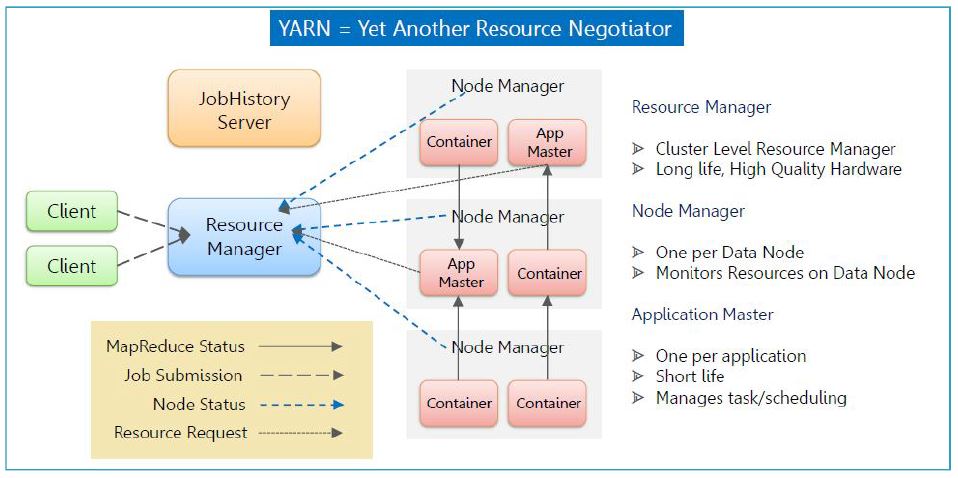 YARN = Yet Another Resource Negotiator
JobHistory
Server
Client
Client
Resource
Manager
Node Manager
Container
App
Master
Node Manager
App
Master
Container
Node Manager
Container
Container
MapReduce Status
Job Submission
Node Status
Resource Request
Resource Manager
Cluster Level Resource Manager
Long life, High Quality Hardware
Node Manager
One per Data Node
Monitors Resources on Data Node
Application Master
One per application
Short life
Manages task/scheduling